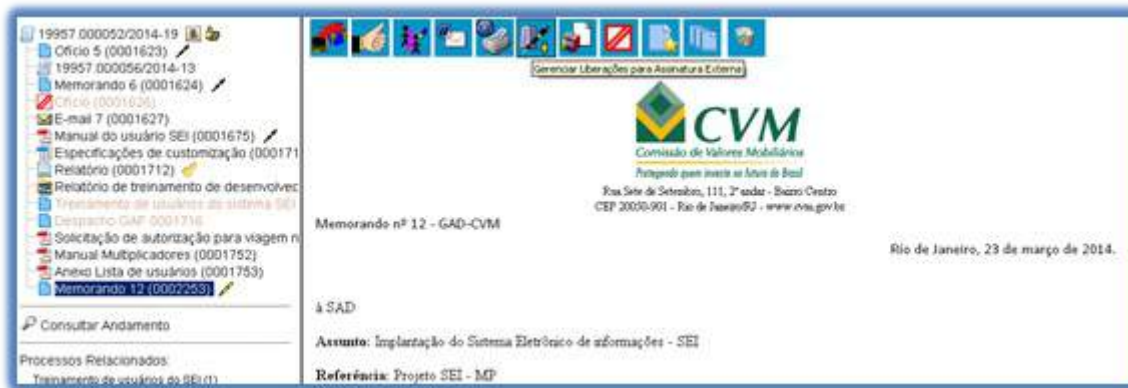 19957.000052/2014-19
Ofício 5 (0001623)
19957.000056/2014-13
Memorando 6 (0001624)
Ofício (0001626)
E-mail 7 (0001627)
Manual do usuário SEI (0001675)
Especificações de customização (000171
Relatório (0001712)
Relatório de treinamento de desenvolvec
Treinamento de usuários do sistema SEI
Despacho GAF 0001716
Solicitação de autorização para viagem n
Manual Multiplicadores (0001752)
Anexo Lista de usuários (0001753)
Memorando 12 (0002253)
Consultar Andamento
Processos Relacionados:
Treinamento de usuários do SEI (1)
Gerenciar Liberações para Assinatura Externa
CVM
Comissão de Valores Mobiliários
Protegendo quem investe no futuro do Brasil
Rua Sete de Setembro, 111, 2º andar - Bairro Centro
CEP 20050-901 - Rio de Janeiro/RJ - www.cvm.gov.br
Memorando nº 12 - GAD-CVM
Rio de Janeiro, 23 de março de 2014.
à SAD
Assunto: Implantação do Sistema Eletrônico de informações - SEI
Referência: Projeto SEI - MP